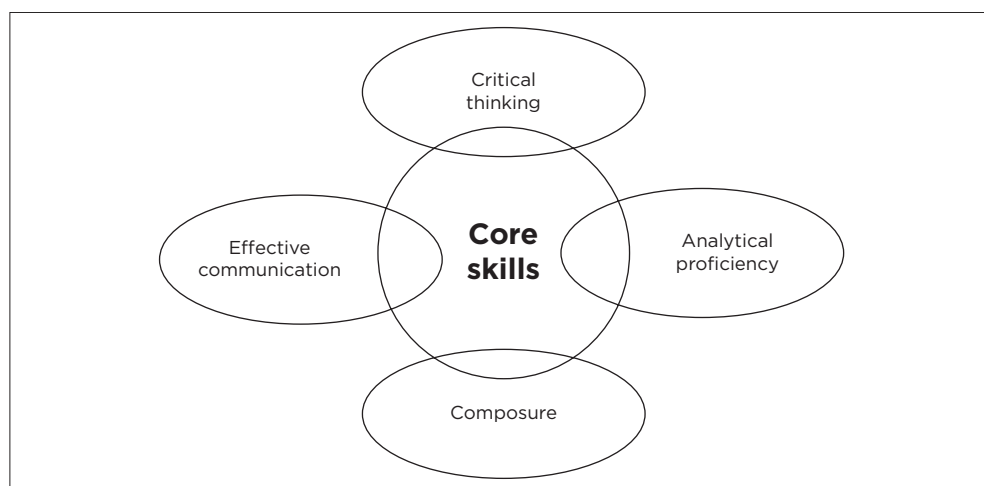 Critical
thinking
Effective
communication
Core
skills
Analytical
proficiency
Composure